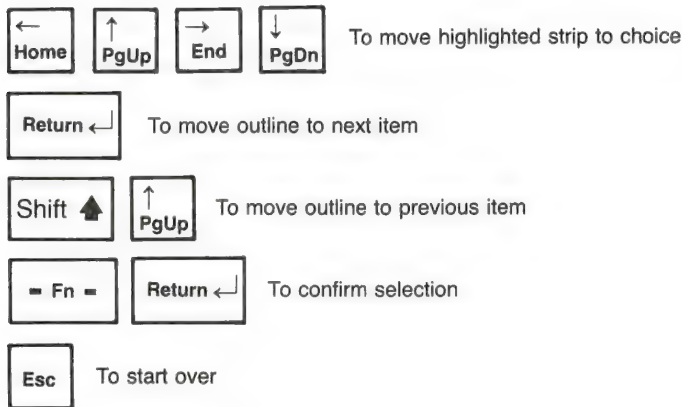 ← ↑ → ↓
Home PgUp End PgDn To move highlighted strip to choice
Return ↵ To move outline to next item
Shift ⬆ ↑ PgUp To move outline to previous item
- Fn - Return ↵ To confirm selection
Esc To start over